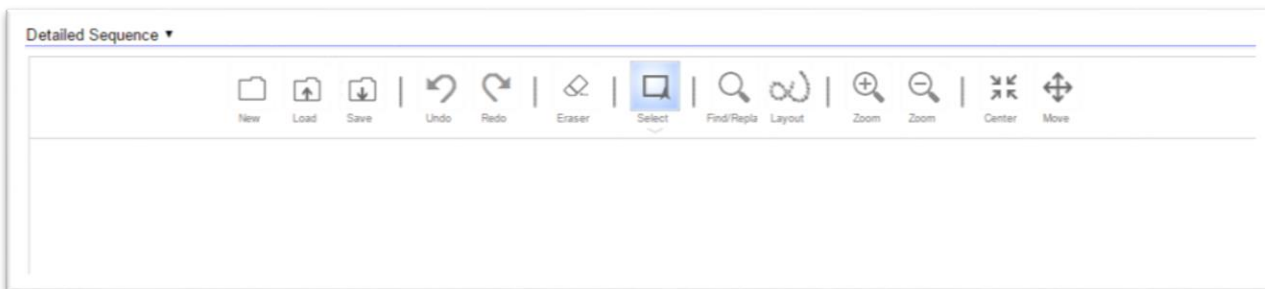 Detailed Sequence ▼
New Load Save Undo Redo Eraser Select Find/Repla Layout Zoom Zoom Center Move